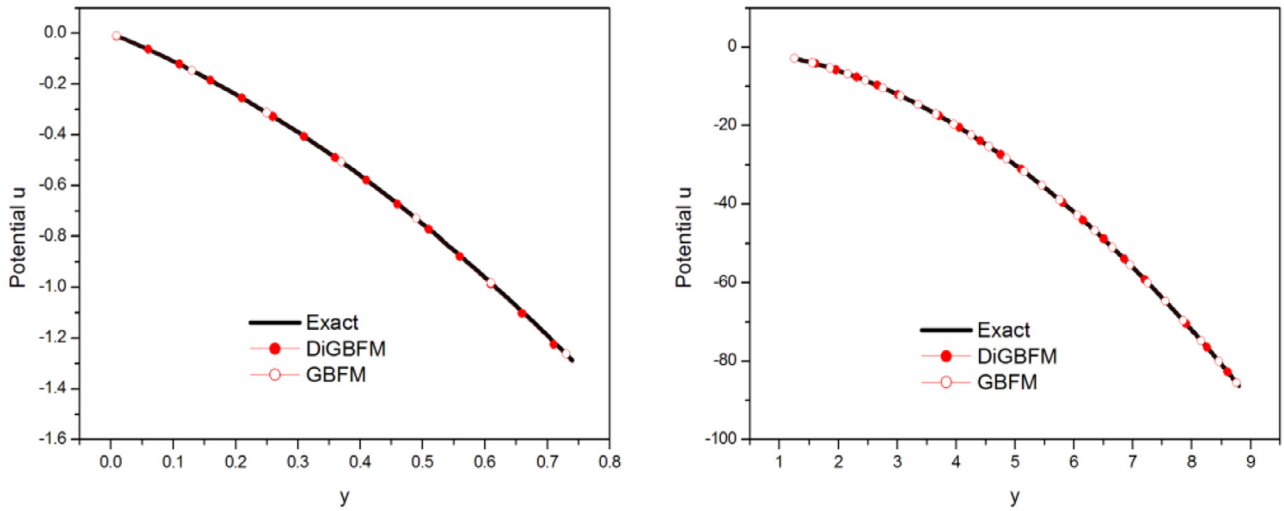 0.0
-0.2
-0.4
-0.6
-0.8
-1.0
-1.2
-1.4
-1.6
Potential u
0.0 0.1 0.2 0.3 0.4 0.5 0.6 0.7 0.8
y
Exact
DiGBFM
GBFM
0
-20
-40
-60
-80
-100
Potential u
1 2 3 4 5 6 7 8 9
y
Exact
DiGBFM
GBFM